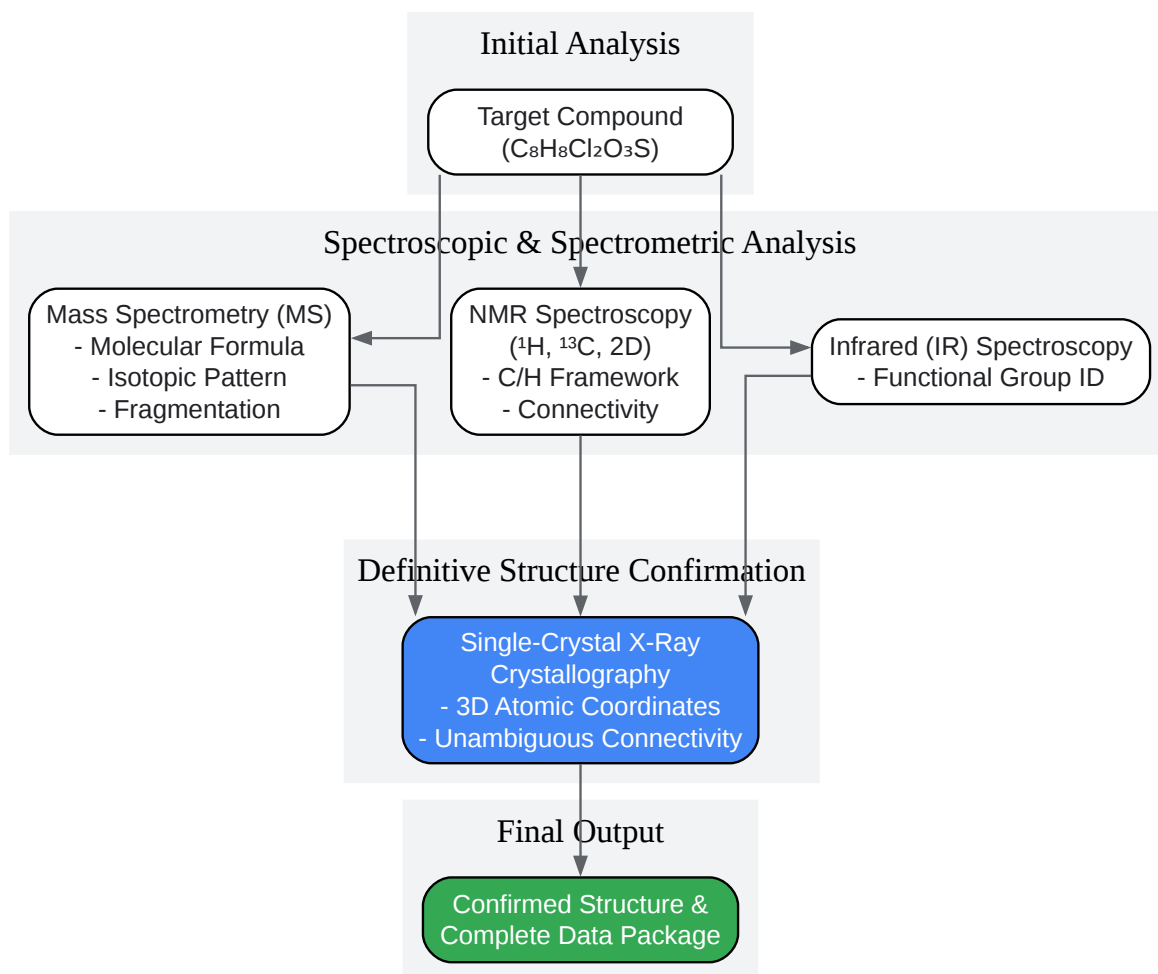 Initial Analysis
Target Compound
(C₈H₈Cl₂O₃S)
Spectroscopic & Spectrometric Analysis
Mass Spectrometry (MS)
- Molecular Formula
- Isotopic Pattern
- Fragmentation
NMR Spectroscopy
(¹H, ¹³C, 2D)
- C/H Framework
- Connectivity
Infrared (IR) Spectroscopy
- Functional Group ID
Definitive Structure Confirmation
Single-Crystal X-Ray
Crystallography
- 3D Atomic Coordinates
- Unambiguous Connectivity
Final Output
Confirmed Structure &
Complete Data Package